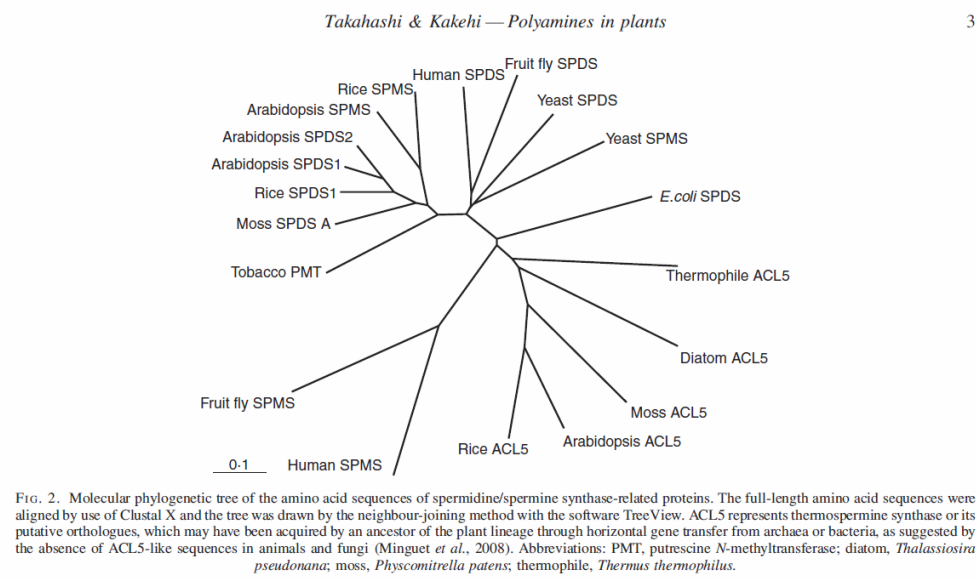 Takahashi & Kakehi — Polyamines in plants 3
Fruit fly SPDS
Human SPDS
Rice SPMS
Yeast SPDS
Arabidopsis SPMS
Arabidopsis SPDS2
Yeast SPMS
Arabidopsis SPDS1
Rice SPDS1
E.coli SPDS
Moss SPDS A
Tobacco PMT
Thermophile ACL5
Diatom ACL5
Fruit fly SPMS
Moss ACL5
Arabidopsis ACL5
Rice ACL5
0·1
Human SPMS
FIG. 2. Molecular phylogenetic tree of the amino acid sequences of spermidine/spermine synthase-related proteins. The full-length amino acid sequences were
aligned by use of Clustal X and the tree was drawn by the neighbour-joining method with the software TreeView. ACL5 represents thermospermine synthase or its
putative orthologues, which may have been acquired by an ancestor of the plant lineage through horizontal gene transfer from archaea or bacteria, as suggested by
the absence of ACL5-like sequences in animals and fungi (Minguet et al., 2008). Abbreviations: PMT, putrescine N-methyltransferase; diatom, Thalassiosira
pseudonana; moss, Physcomitrella patens; thermophile, Thermus thermophilus.